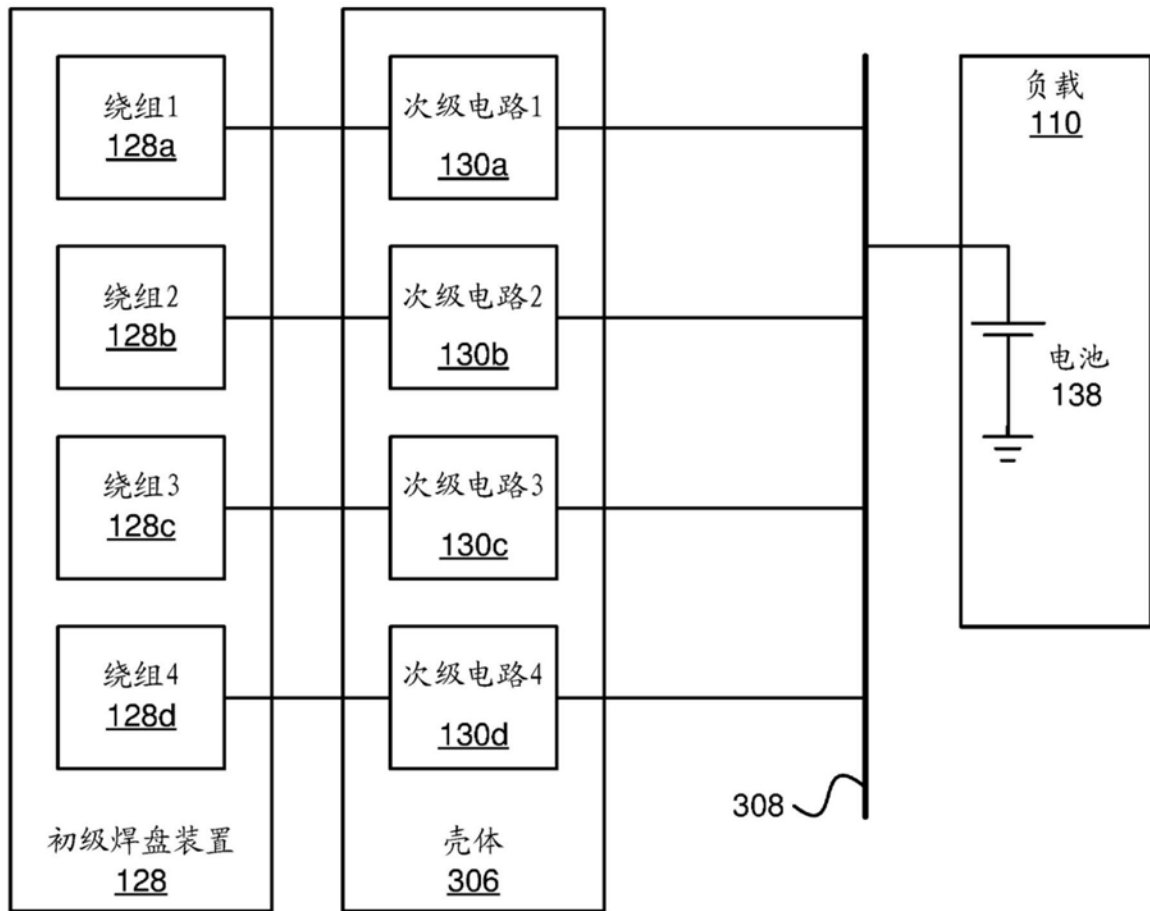 绕组1
128a
次级电路1
130a
负载
110
绕组2
128b
次级电路2
130b
电池
138
绕组3
128c
次级电路3
130c
绕组4
128d
次级电路4
130d
308
初级焊盘装置
128
壳体
306